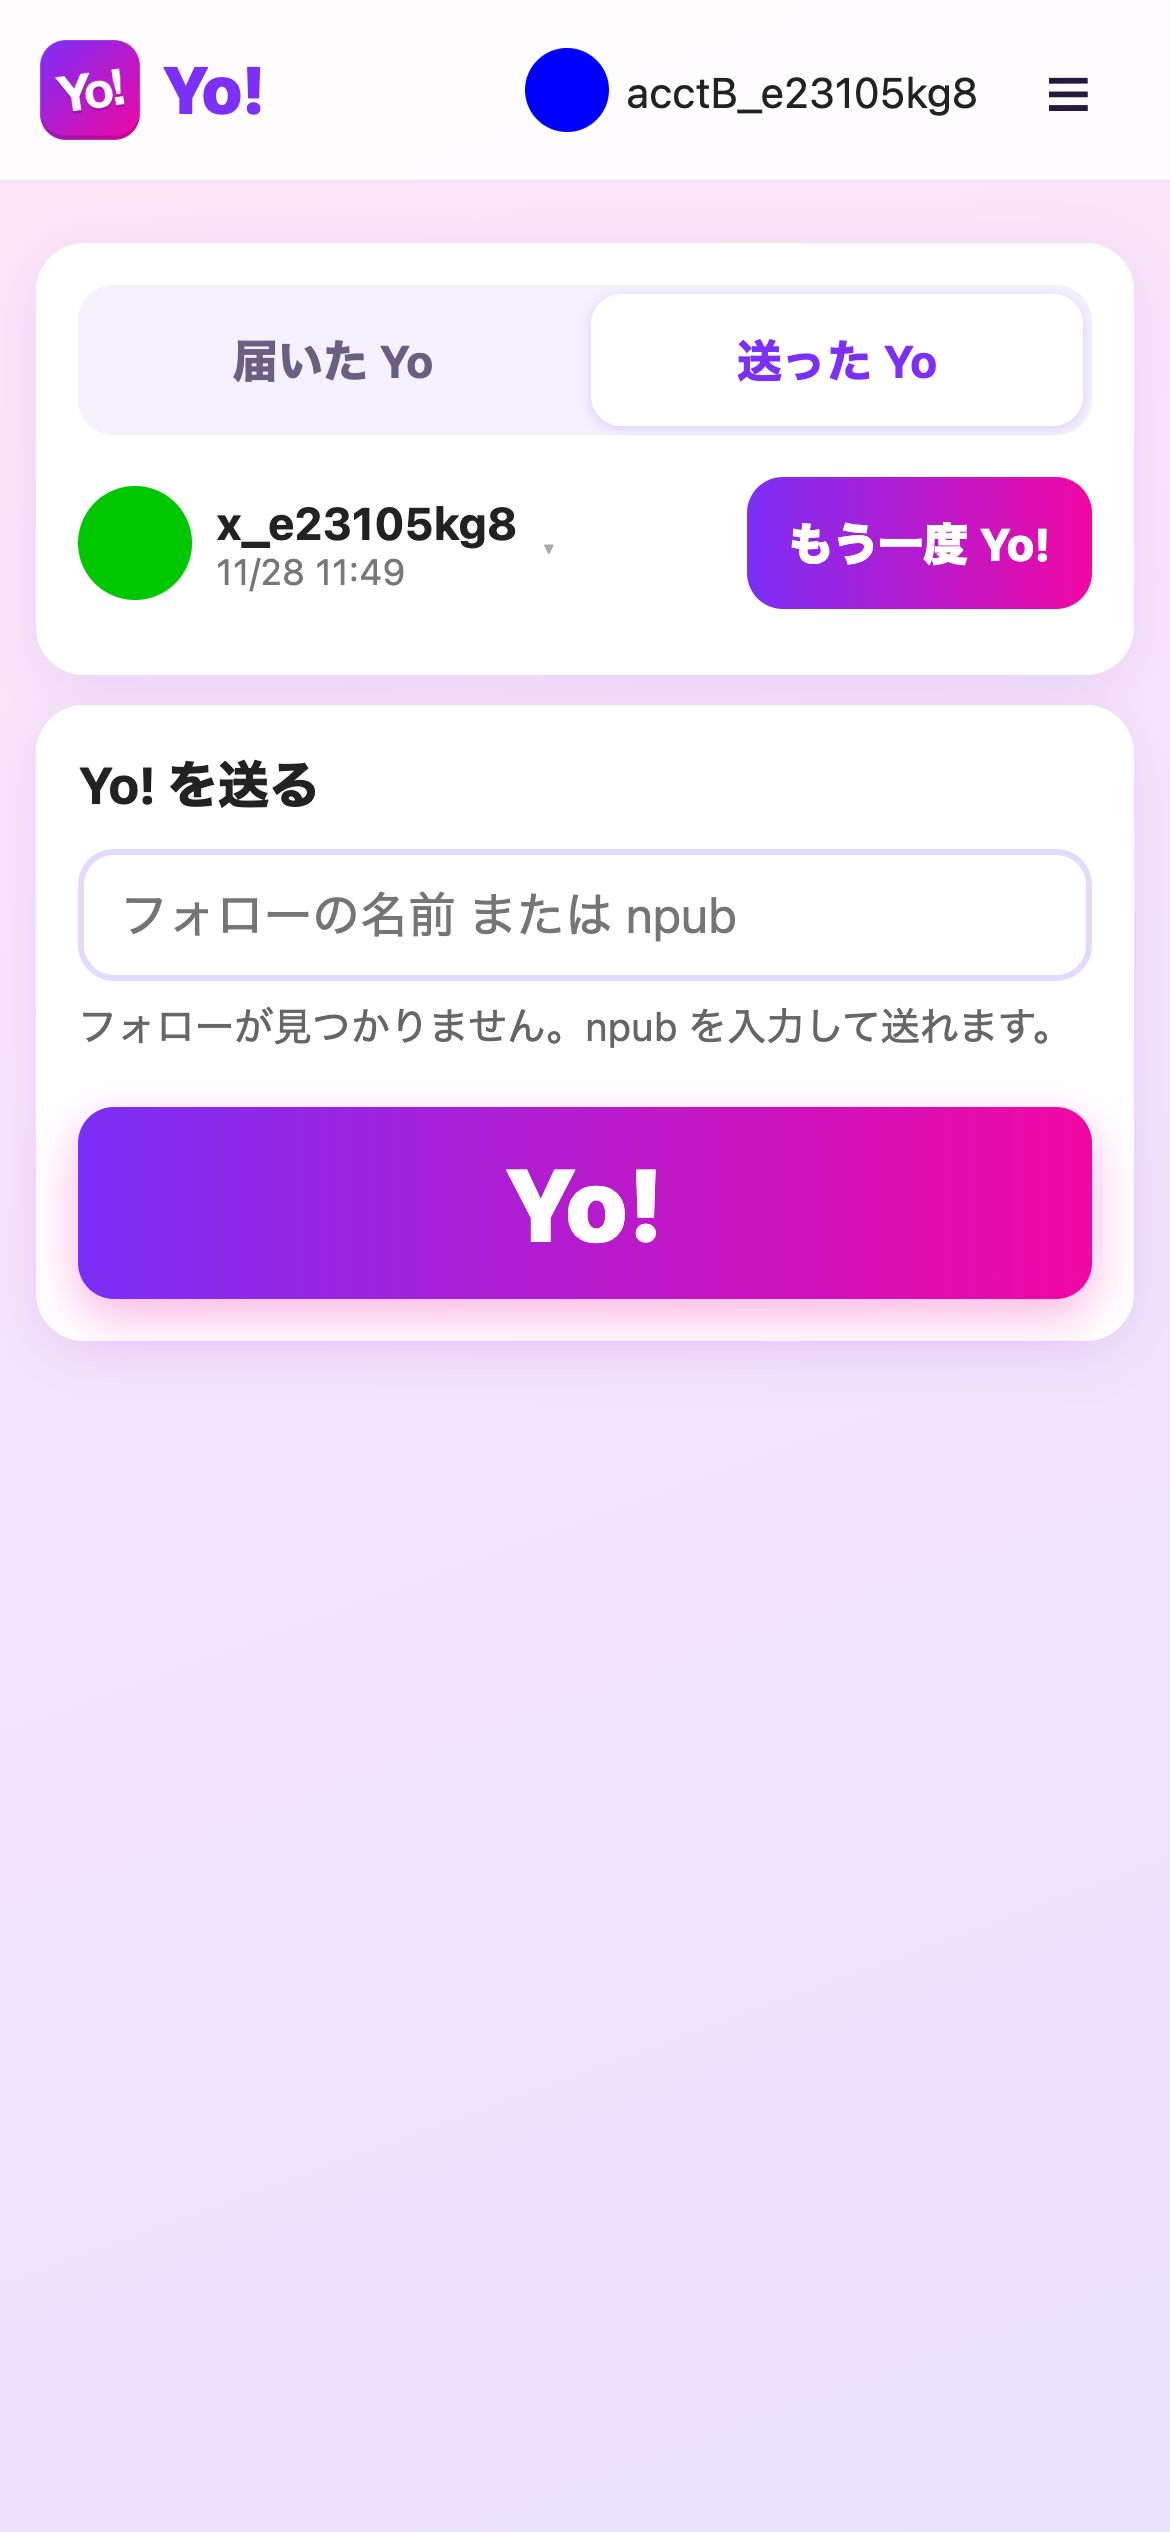 Yo! Yo! acctB_e23105kg8
届いた Yo 送った Yo
x_e23105kg8
11/28 11:49
もう一度 Yo!
Yo! を送る
フォローの名前 または npub
フォローが見つかりません。npub を入力して送れます。
Yo!